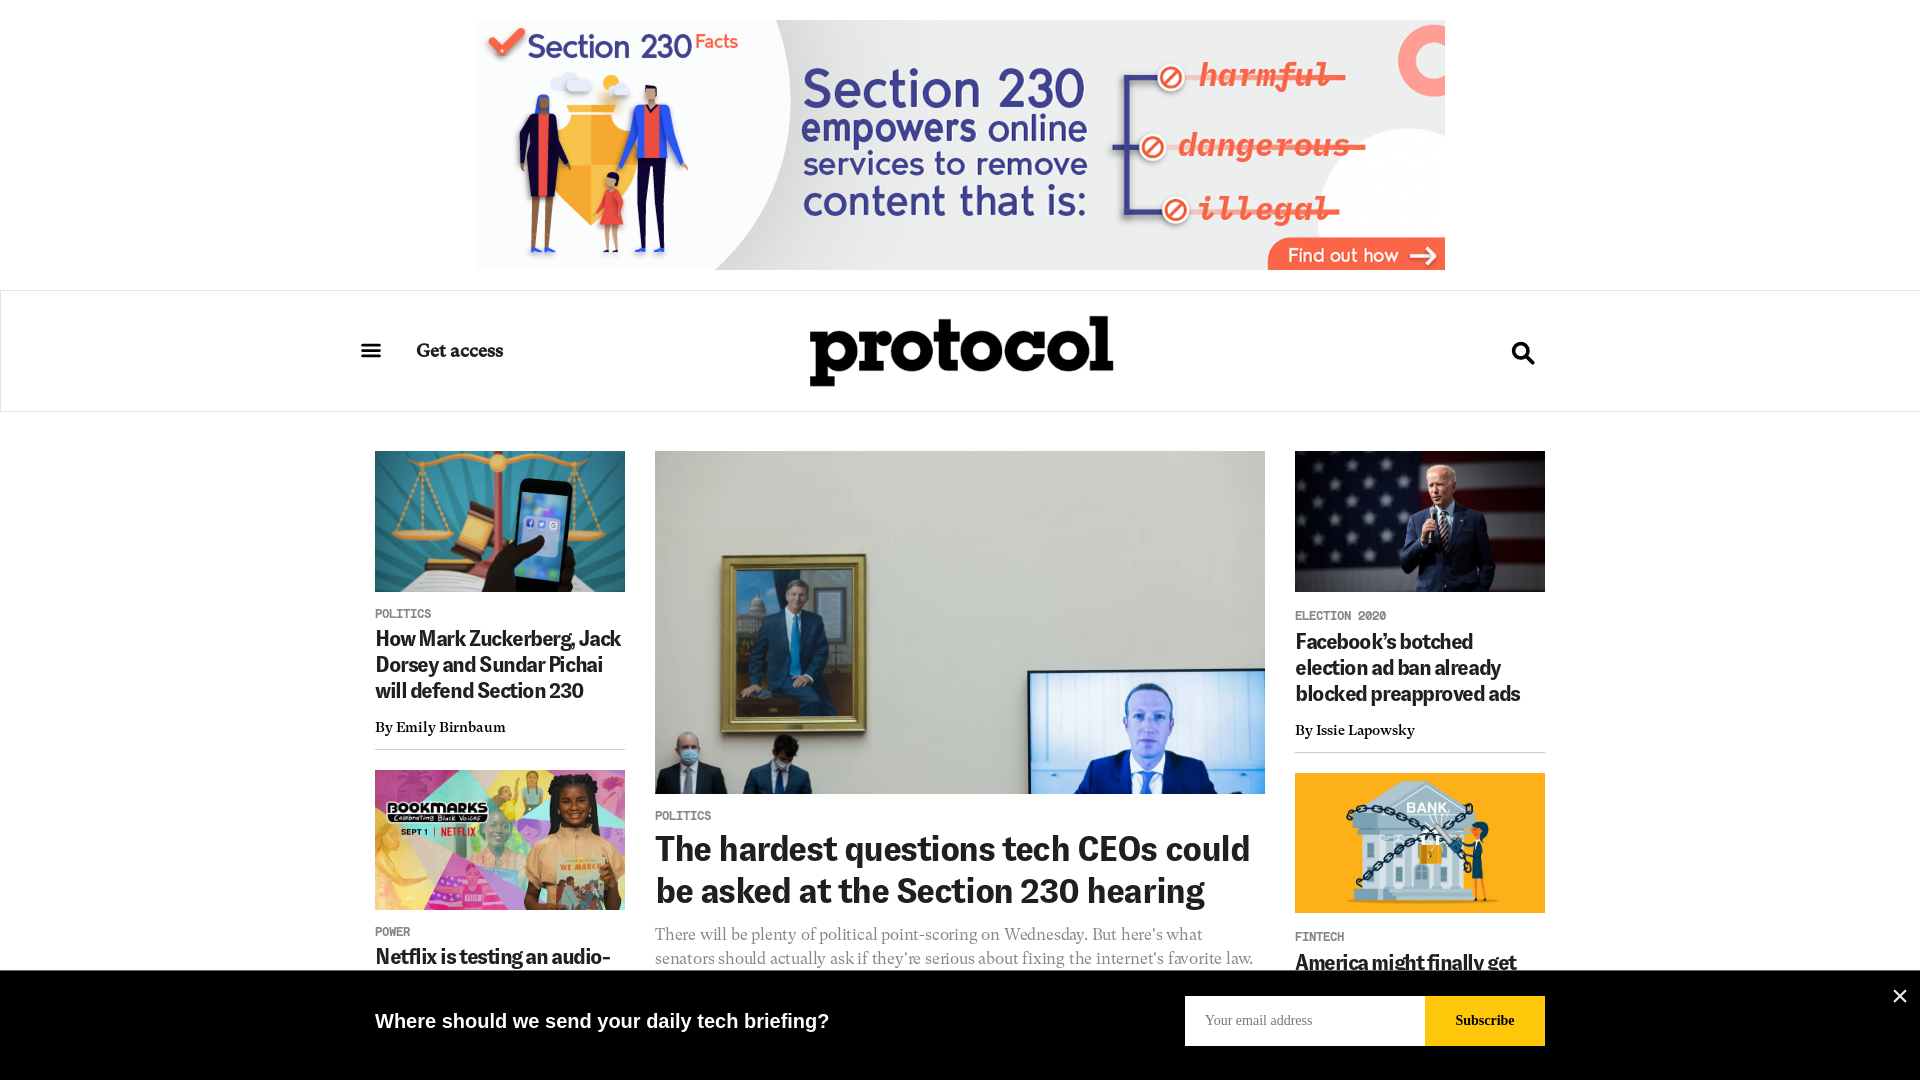 Section 230 Facts
Section 230
empowers online
services to remove
content that is:
harmful
dangerous
illegal
Find out how
Get access
protocol
POLITICS
How Mark Zuckerberg, Jack
Dorsey and Sundar Pichai
will defend Section 230
By Emily Birnbaum
BOOKMARKS
Celebrating Black Voices
SEPT 1 | NETFLIX
WE MARCH
POWER
Netflix is testing an audio-
POLITICS
The hardest questions tech CEOs could
be asked at the Section 230 hearing
There will be plenty of political point-scoring on Wednesday. But here's what
senators should actually ask if they're serious about fixing the internet's favorite law.
ELECTION 2020
Facebook’s botched
election ad ban already
blocked preapproved ads
By Issie Lapowsky
BANK
FINTECH
America might finally get
Where should we send your daily tech briefing?
Your email address
Subscribe